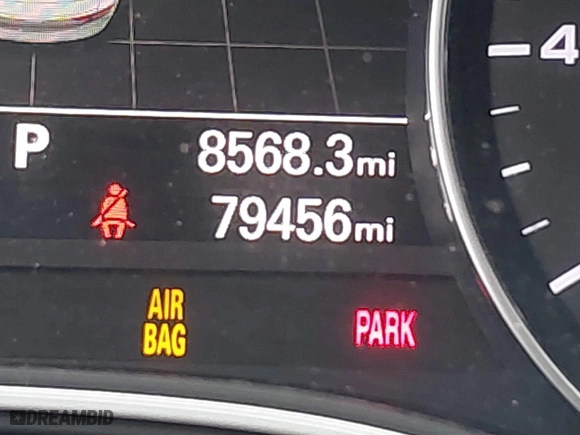 4
P 8568.3mi
79456mi
AIR
BAG
PARK
DREAMBID